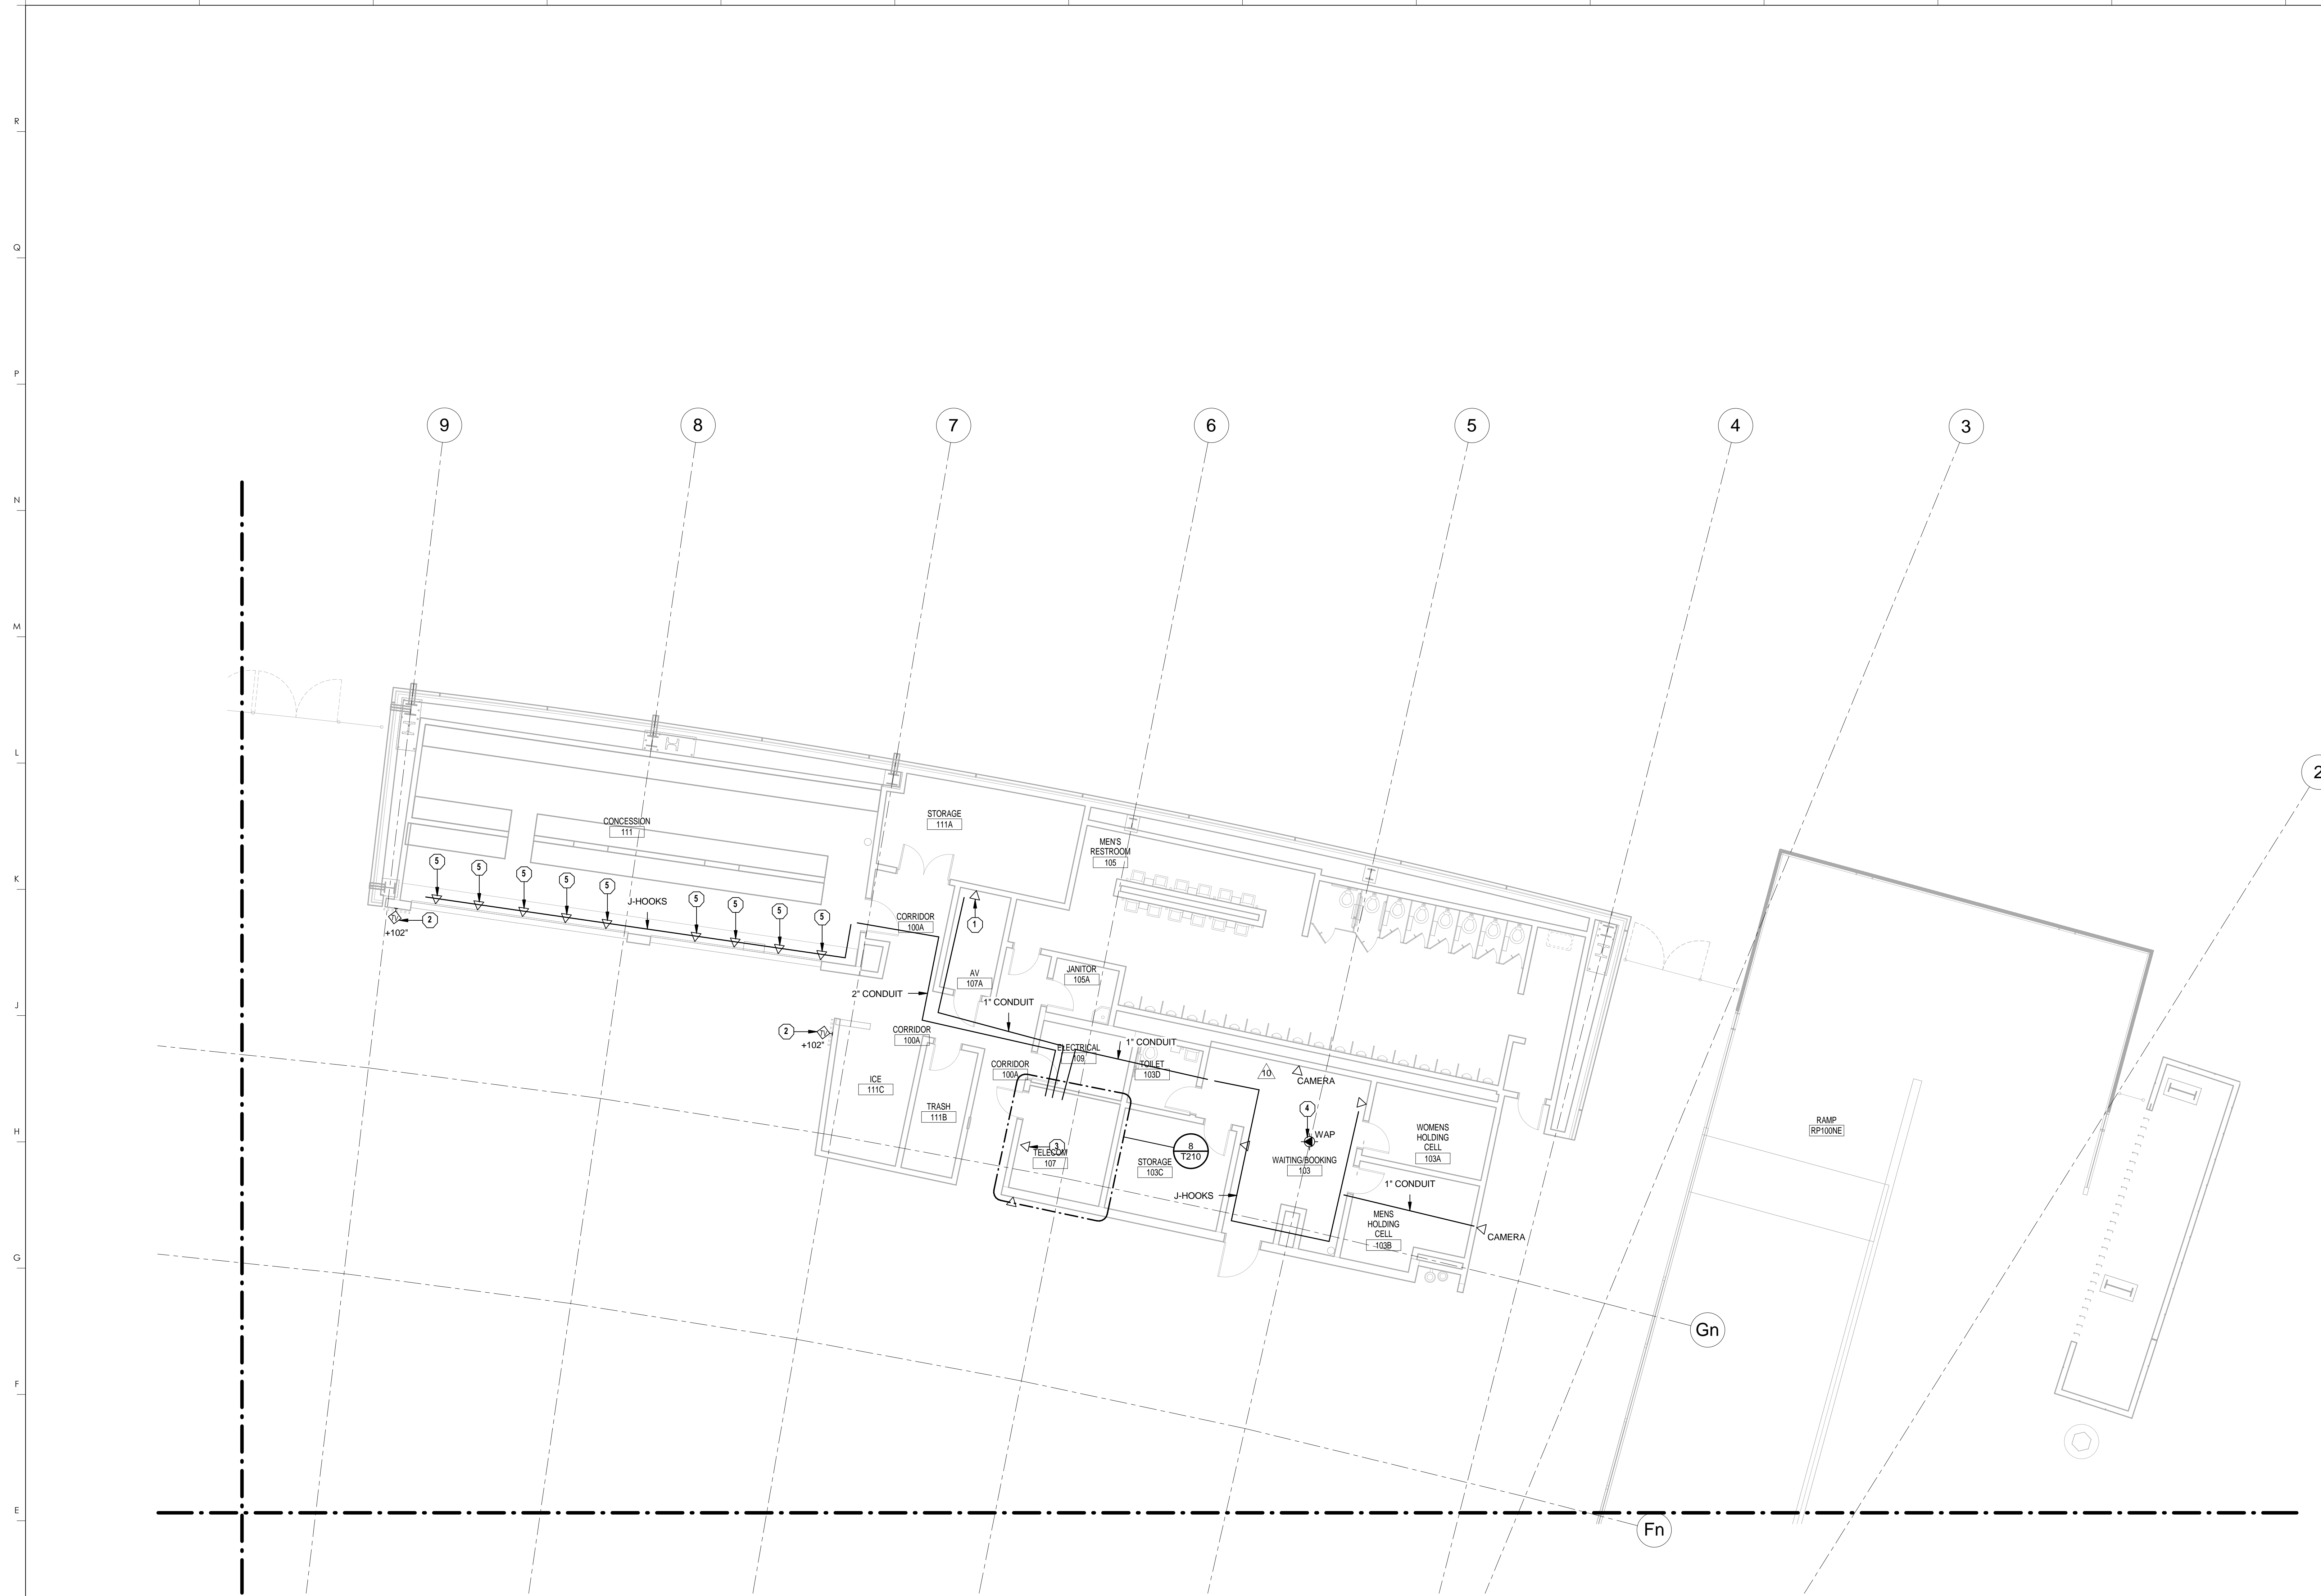 R
Q
P
9
8
7
6
5
4
3
N
M
L
2
STORAGE
111A
CONCESSION
111
MEN'S
RESTROOM
105
K
5
5
5
5
5
5
5
5
5
J-HOOKS
2
+102"
CORRIDOR
100A
1
AV
107A
JANITOR
105A
2" CONDUIT
1" CONDUIT
J
2
+102"
CORRIDOR
100A
ELECTRICAL
109
1" CONDUIT
CORRIDOR
100A
TOILET
103D
10
CAMERA
ICE
111C
TRASH
111B
4
WAP
H
3
TELECOM
107
8
T210
STORAGE
103C
WAITING/BOOKING
103
WOMENS
HOLDING
CELL
103A
RAMP
RP100NE
J-HOOKS
1" CONDUIT
MENS
HOLDING
CELL
103B
CAMERA
G
Gn
F
E
Fn